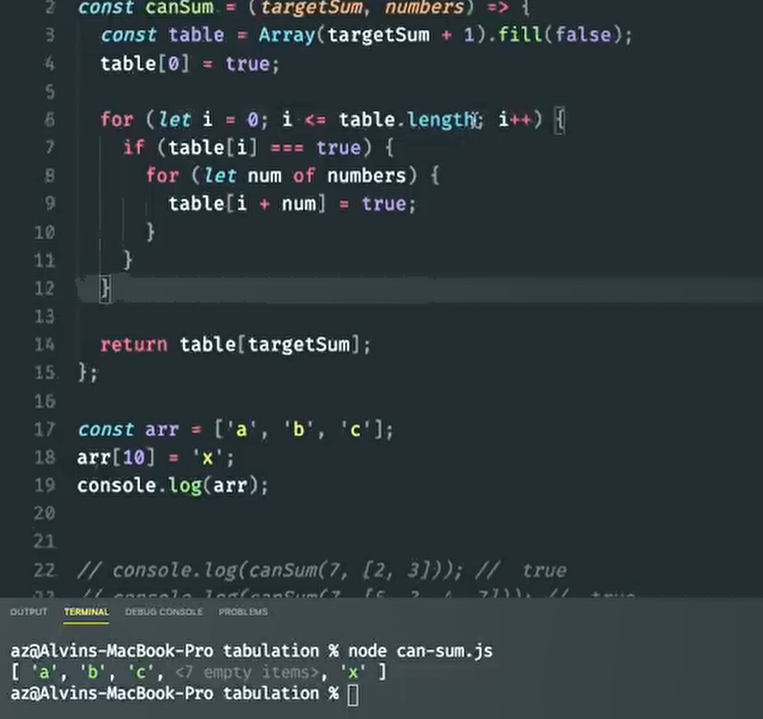 2 const canSum = (targetSum, numbers) => {
3 const table = Array(targetSum + 1).fill(false);
4 table[0] = true;
5
6 for (let i = 0; i <= table.length; i++) {
7 if (table[i] === true) {
8 for (let num of numbers) {
9 table[i + num] = true;
10 }
11 }
12 }
13
14 return table[targetSum];
15 };
16
17 const arr = ['a', 'b', 'c'];
18 arr[10] = 'x';
19 console.log(arr);
20
21
22 // console.log(canSum(7, [2, 3])); // true
OUTPUT TERMINAL DEBUG CONSOLE PROBLEMS
az@Alvins-MacBook-Pro tabulation % node can-sum.js
[ 'a', 'b', 'c', <7 empty items>, 'x' ]
az@Alvins-MacBook-Pro tabulation %